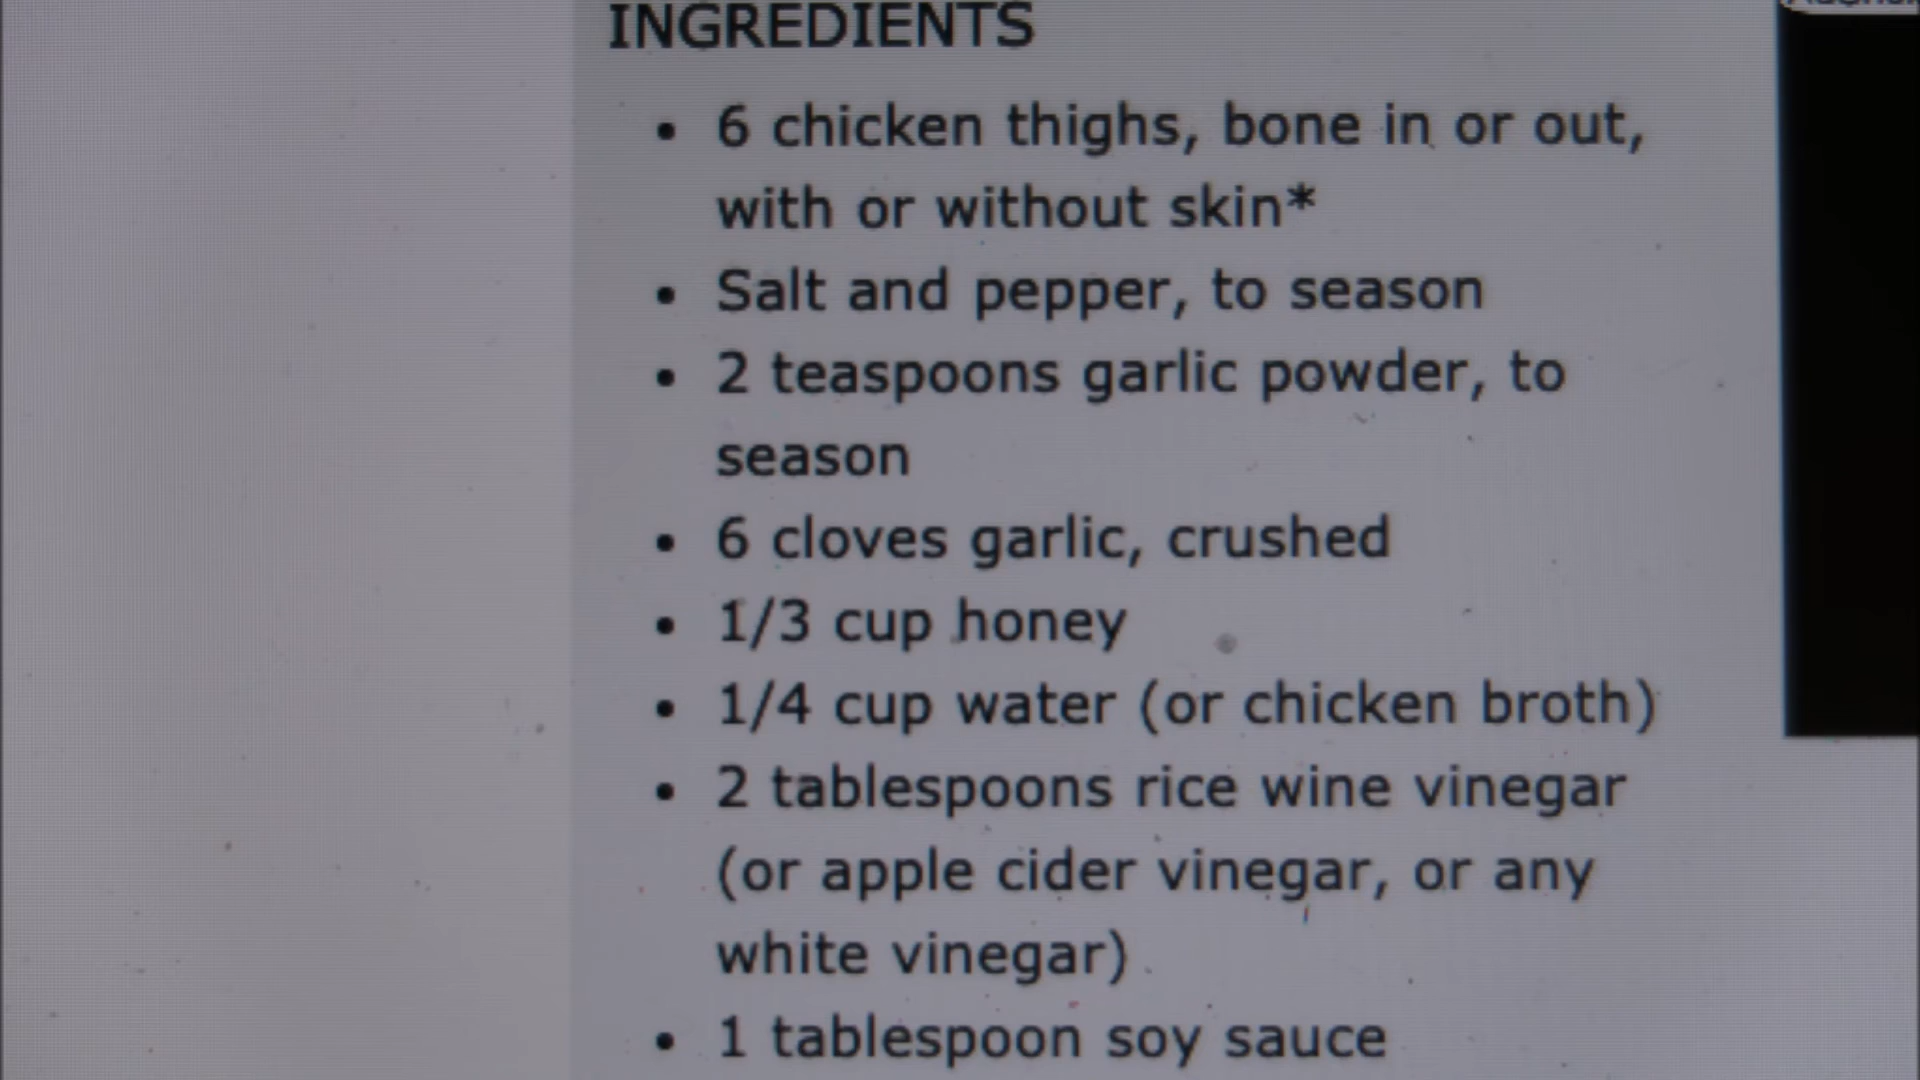 INGREDIENTS
• 6 chicken thighs, bone in or out,
with or without skin*
• Salt and pepper, to season
• 2 teaspoons garlic powder, to
season
• 6 cloves garlic, crushed
• 1/3 cup honey
• 1/4 cup water (or chicken broth)
• 2 tablespoons rice wine vinegar
(or apple cider vinegar, or any
white vinegar)
• 1 tablespoon soy sauce